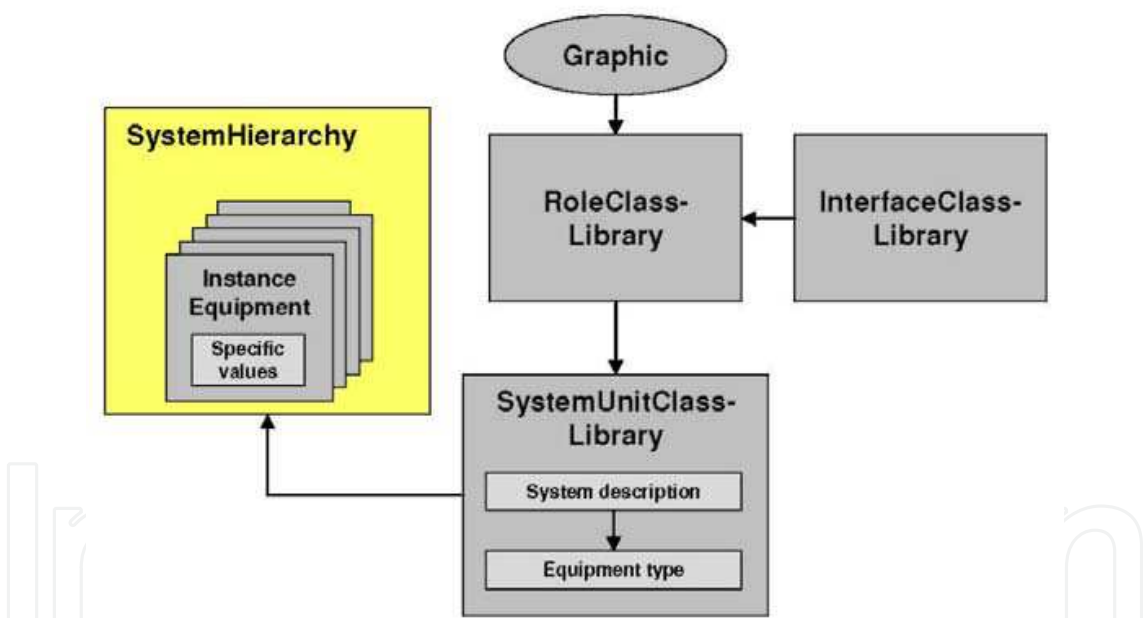 Graphic
SystemHierarchy
Instance
Equipment
Specific
values
RoleClass-
Library
InterfaceClass-
Library
SystemUnitClass-
Library
System description
Equipment type